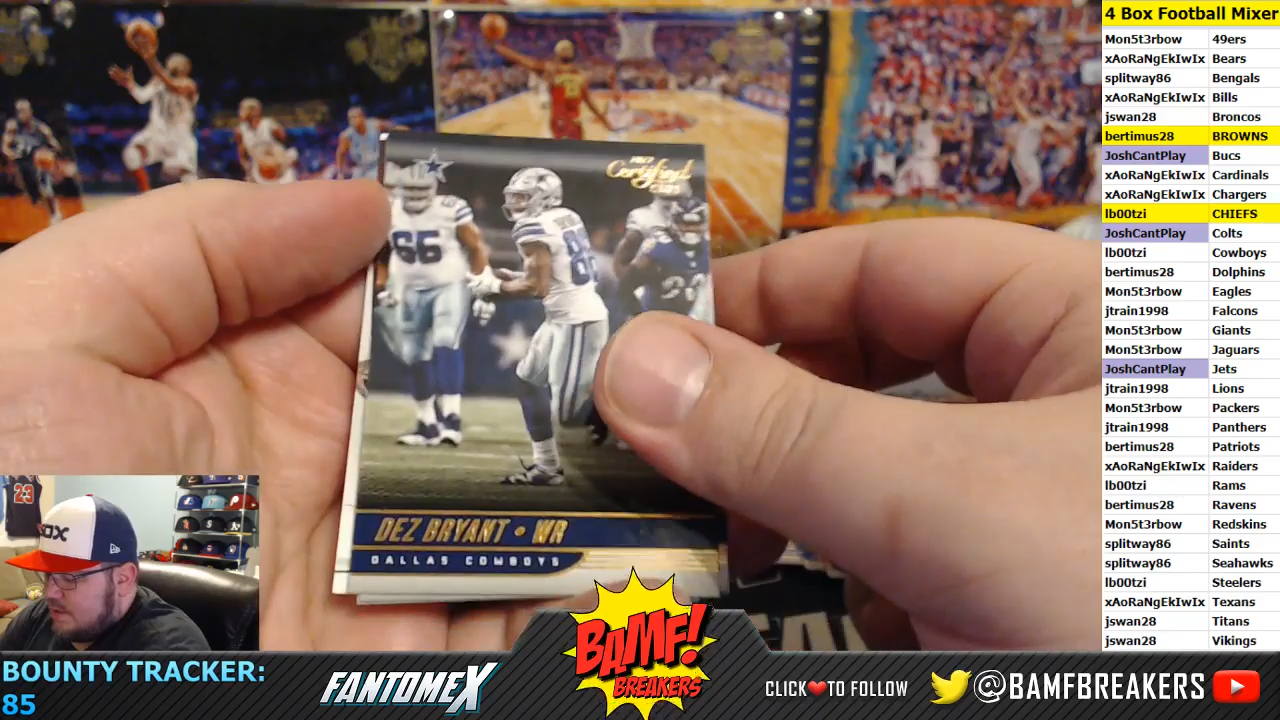 4 Box Football Mixer
Mon5t3rbow 49ers
xAoRaNgEkIwIx Bears
splitway86 Bengals
xAoRaNgEkIwIx Bills
jswan28 Broncos
bertimus28 BROWNS
JoshCantPlay Bucs
xAoRaNgEkIwIx Cardinals
xAoRaNgEkIwIx Chargers
lb00tzi CHIEFS
JoshCantPlay Colts
lb00tzi Cowboys
bertimus28 Dolphins
Mon5t3rbow Eagles
jtrain1998 Falcons
Mon5t3rbow Giants
Mon5t3rbow Jaguars
JoshCantPlay Jets
jtrain1998 Lions
Mon5t3rbow Packers
jtrain1998 Panthers
bertimus28 Patriots
xAoRaNgEkIwIx Raiders
lb00tzi Rams
bertimus28 Ravens
Mon5t3rbow Redskins
splitway86 Saints
splitway86 Seahawks
lb00tzi Steelers
xAoRaNgEkIwIx Texans
jswan28 Titans
jswan28 Vikings
Certified
66
DEZ BRYANT • WR
DALLAS COWBOYS
23
BOUNTY TRACKER:
85
FANTOMEX
BAMF!
BREAKERS
CLICK❤TO FOLLOW
@BAMFBREAKERS